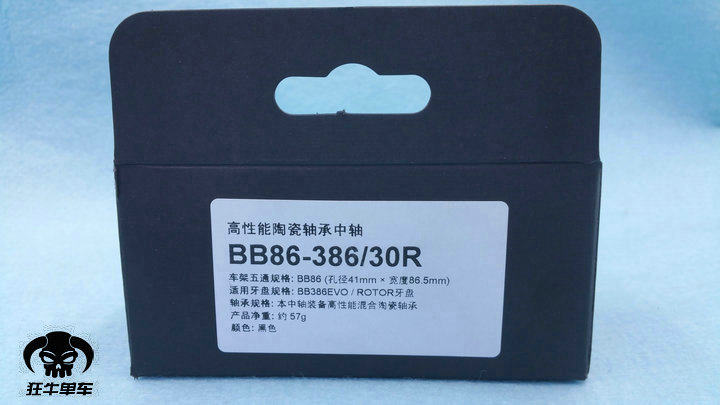 高性能陶瓷轴承中轴
BB86-386/30R
车架五通规格: BB86 (孔径41mm × 宽度86.5mm)
适用牙盘规格: BB386EVO / ROTOR牙盘
轴承规格: 本中轴装备高性能混合陶瓷轴承
产品净重: 约 57g
颜色: 黑色
狂牛单车